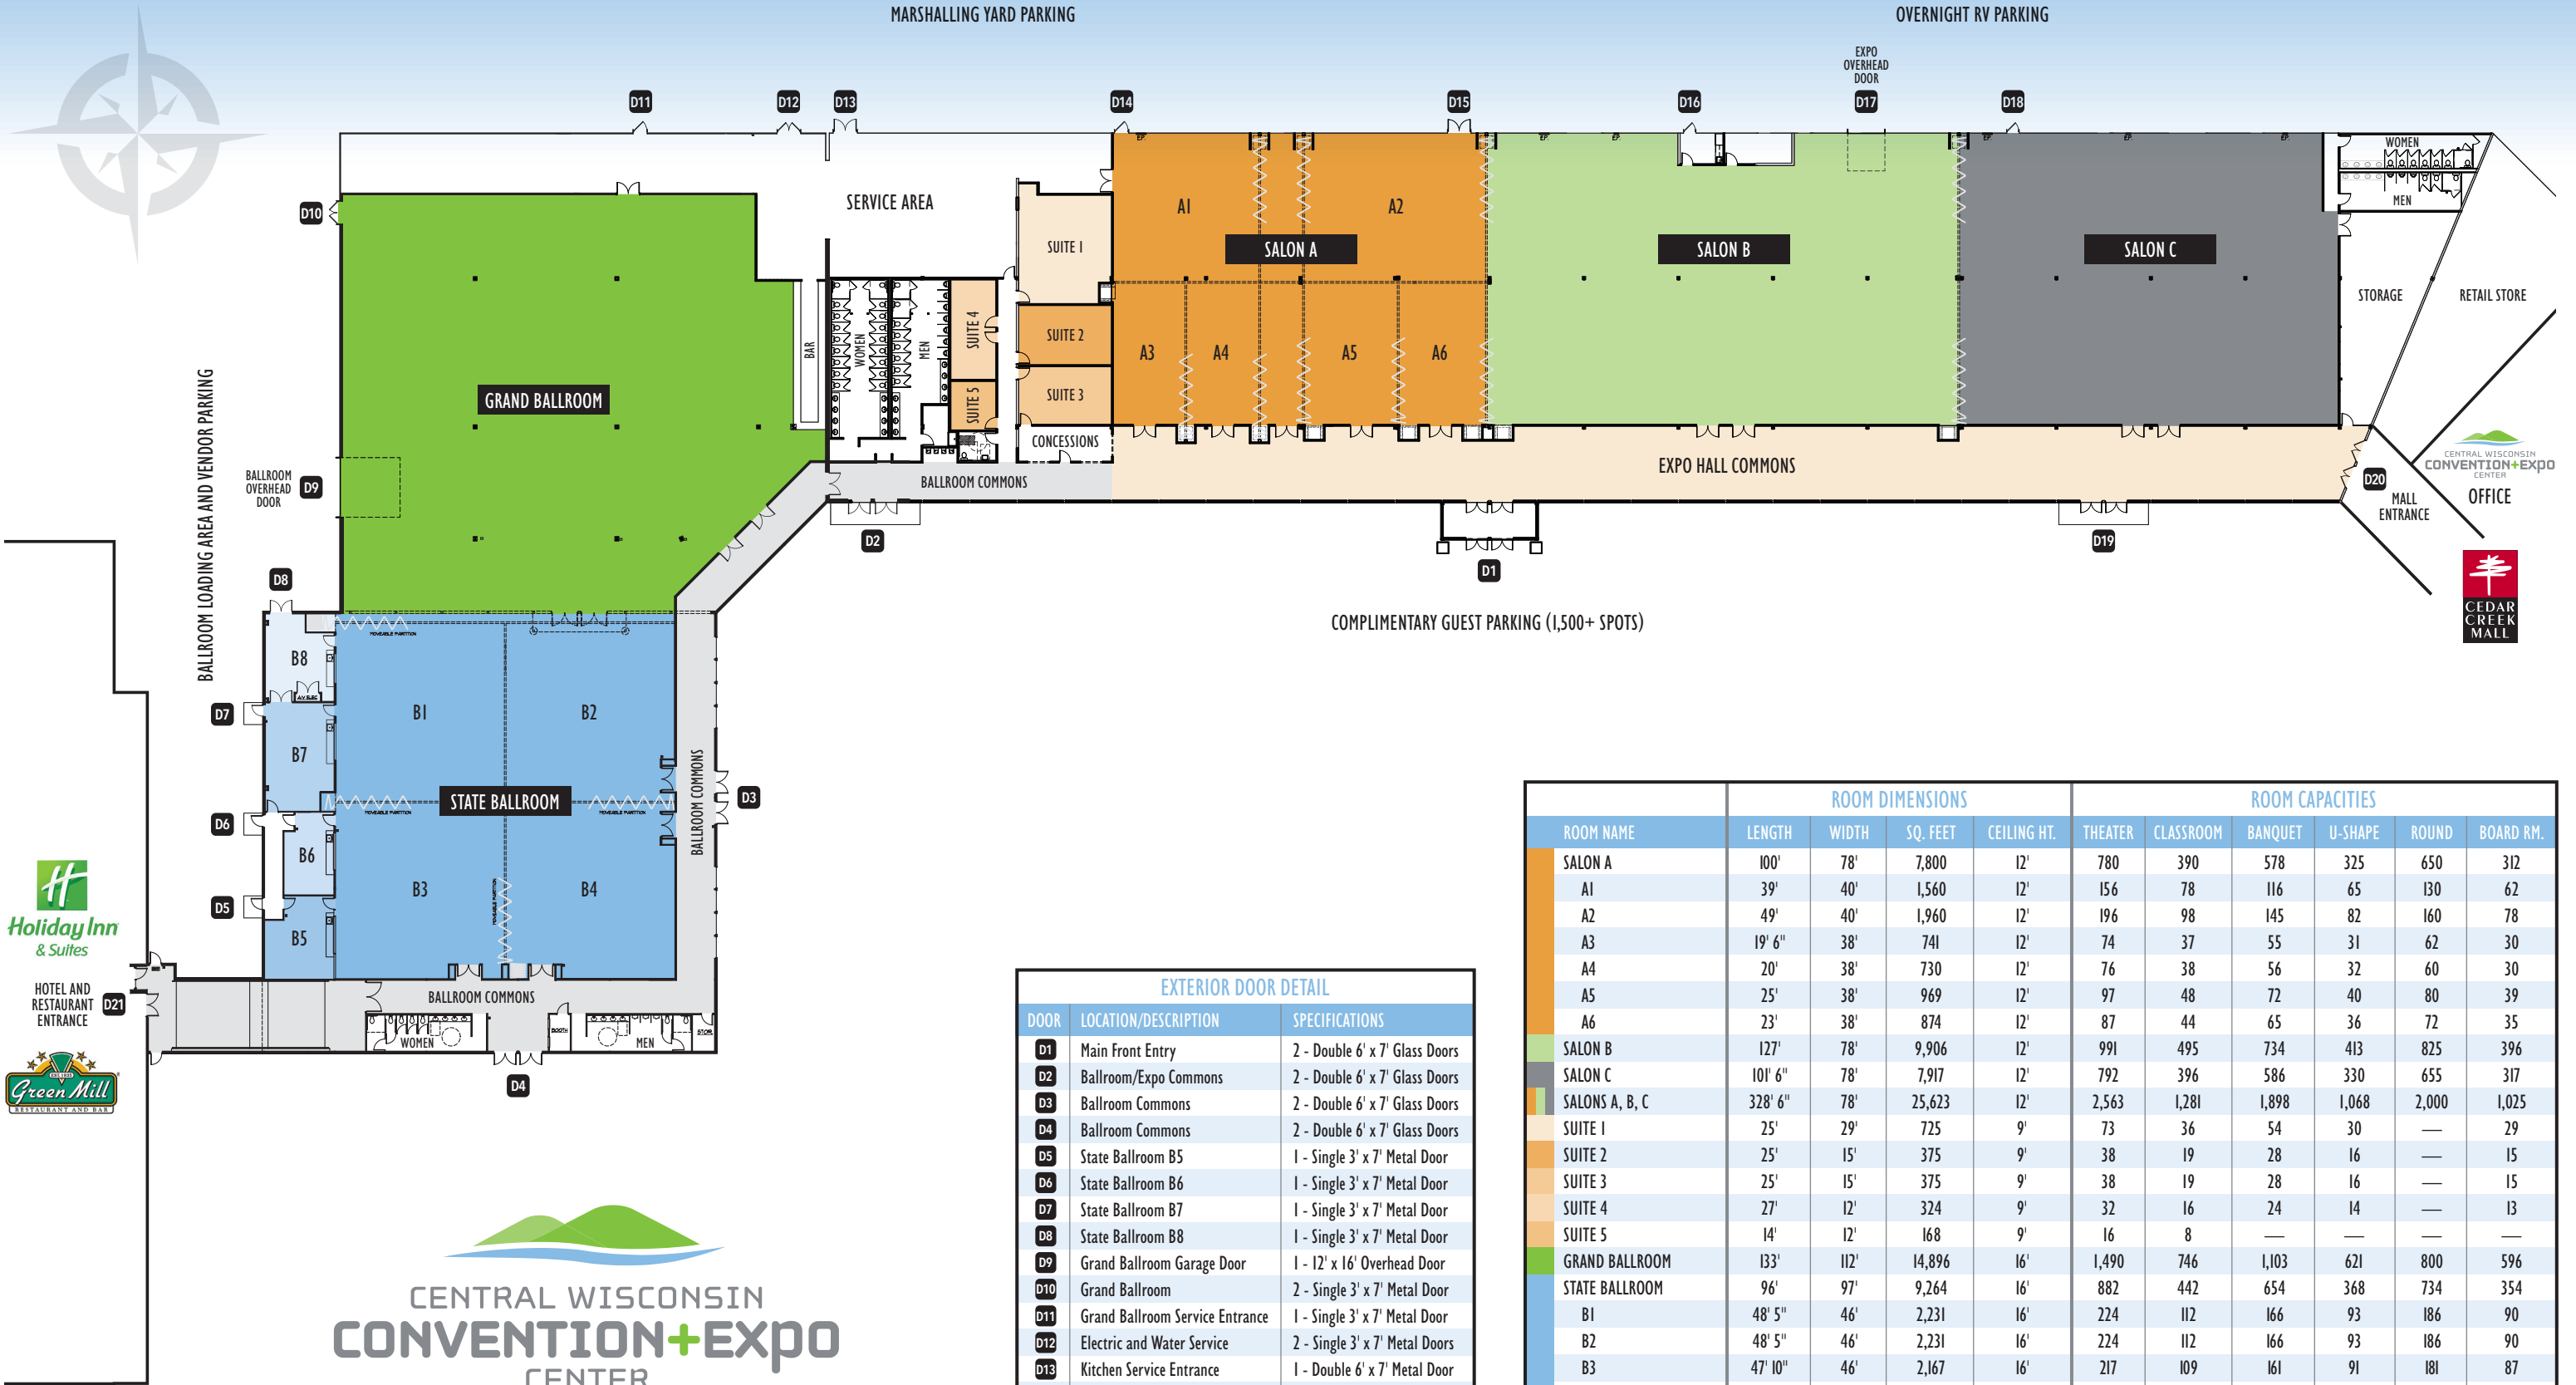 MARSHALLING YARD PARKING
OVERNIGHT RV PARKING
EXPO
OVERHEAD
DOOR
D11
D12
D13
D14
D15
D16
D17
D18
WOMEN
MEN
D10
SERVICE AREA
SUITE 1
A1
A2
SALON A
SALON B
SALON C
STORAGE
RETAIL STORE
SUITE 4
SUITE 2
BAR
WOMEN
MEN
A3
A4
A5
A6
SUITE 5
SUITE 3
GRAND BALLROOM
CONCESSIONS
EXPO HALL COMMONS
BALLROOM COMMONS
BALLROOM
OVERHEAD
DOOR
D9
D2
D1
D19
D20
MALL
ENTRANCE
CENTRAL WISCONSIN
CONVENTION+EXPO
CENTER
OFFICE
CEDAR
CREEK
MALL
BALLROOM LOADING AREA AND VENDOR PARKING
COMPLIMENTARY GUEST PARKING (1,500+ SPOTS)
D8
MOVEABLE PARTITION
B8
A.V. ELEC
D7
B1
B2
B7
STATE BALLROOM
MOVEABLE PARTITION
MOVEABLE PARTITION
BALLROOM COMMONS
D3
D6
B6
B3
B4
MOVEABLE PARTITION
D5
B5
Holiday Inn
& Suites
HOTEL AND
RESTAURANT
ENTRANCE
D21
BALLROOM COMMONS
WOMEN
BOOTH
MEN
STOR.
D4
Green Mill
RESTAURANT AND BAR
CENTRAL WISCONSIN
CONVENTION+EXPO
CENTER
EXTERIOR DOOR DETAIL
DOOR LOCATION/DESCRIPTION SPECIFICATIONS
D1 Main Front Entry 2 - Double 6' x 7' Glass Doors
D2 Ballroom/Expo Commons 2 - Double 6' x 7' Glass Doors
D3 Ballroom Commons 2 - Double 6' x 7' Glass Doors
D4 Ballroom Commons 2 - Double 6' x 7' Glass Doors
D5 State Ballroom B5 1 - Single 3' x 7' Metal Door
D6 State Ballroom B6 1 - Single 3' x 7' Metal Door
D7 State Ballroom B7 1 - Single 3' x 7' Metal Door
D8 State Ballroom B8 1 - Single 3' x 7' Metal Door
D9 Grand Ballroom Garage Door 1 - 12' x 16' Overhead Door
D10 Grand Ballroom 2 - Single 3' x 7' Metal Door
D11 Grand Ballroom Service Entrance 1 - Single 3' x 7' Metal Door
D12 Electric and Water Service 2 - Single 3' x 7' Metal Doors
D13 Kitchen Service Entrance 1 - Double 6' x 7' Metal Door
ROOM DIMENSIONS ROOM CAPACITIES
ROOM NAME LENGTH WIDTH SQ. FEET CEILING HT. THEATER CLASSROOM BANQUET U-SHAPE ROUND BOARD RM.
SALON A 100' 78' 7,800 12' 780 390 578 325 650 312
A1 39' 40' 1,560 12' 156 78 116 65 130 62
A2 49' 40' 1,960 12' 196 98 145 82 160 78
A3 19' 6" 38' 741 12' 74 37 55 31 62 30
A4 20' 38' 730 12' 76 38 56 32 60 30
A5 25' 38' 969 12' 97 48 72 40 80 39
A6 23' 38' 874 12' 87 44 65 36 72 35
SALON B 127' 78' 9,906 12' 991 495 734 413 825 396
SALON C 101' 6" 78' 7,917 12' 792 396 586 330 655 317
SALONS A, B, C 328' 6" 78' 25,623 12' 2,563 1,281 1,898 1,068 2,000 1,025
SUITE 1 25' 29' 725 9' 73 36 54 30 — 29
SUITE 2 25' 15' 375 9' 38 19 28 16 — 15
SUITE 3 25' 15' 375 9' 38 19 28 16 — 15
SUITE 4 27' 12' 324 9' 32 16 24 14 — 13
SUITE 5 14' 12' 168 9' 16 8 — — — —
GRAND BALLROOM 133' 112' 14,896 16' 1,490 746 1,103 621 800 596
STATE BALLROOM 96' 97' 9,264 16' 882 442 654 368 734 354
B1 48' 5" 46' 2,231 16' 224 112 166 93 186 90
B2 48' 5" 46' 2,231 16' 224 112 166 93 186 90
B3 47' 10" 46' 2,167 16' 217 109 161 91 181 87